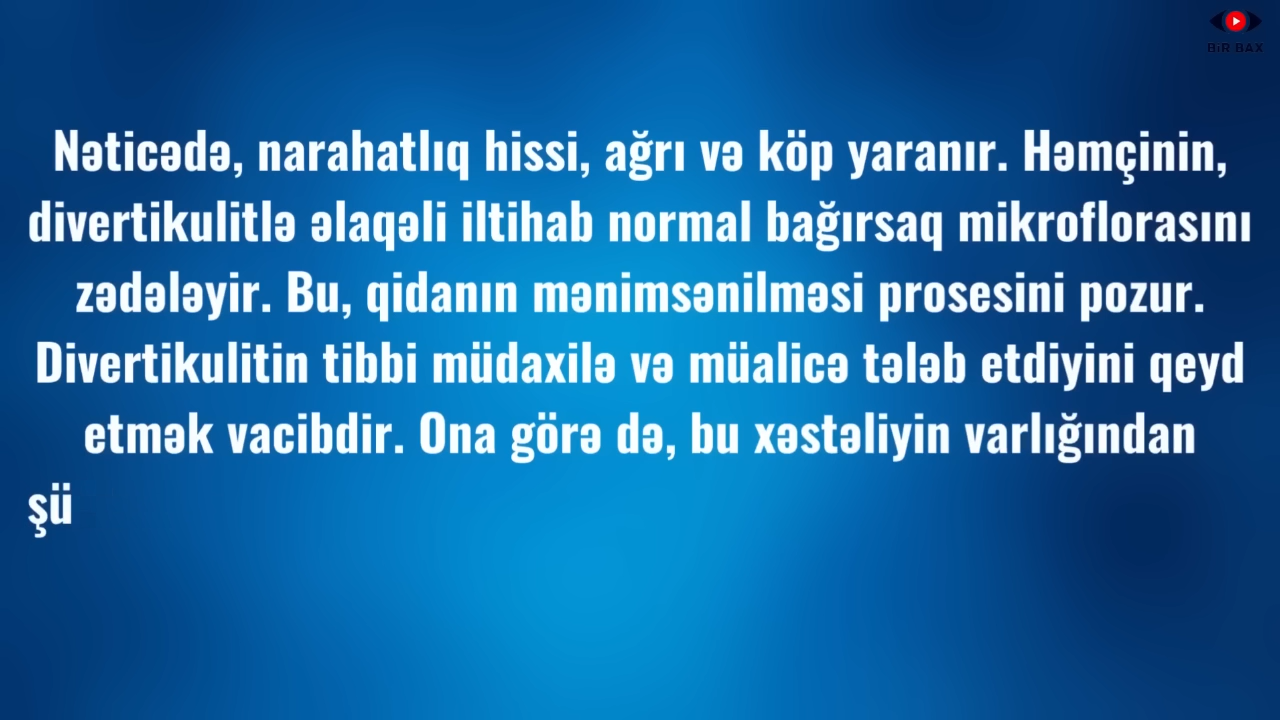 BİR BAX
Nəticədə, narahatlıq hissi, ağrı və köp yaranır. Həmçinin,
divertikulitlə əlaqəli iltihab normal bağırsaq mikroflorasını
zədələyir. Bu, qidanın mənimsənilməsi prosesini pozur.
Divertikulitin tibbi müdaxilə və müalicə tələb etdiyini qeyd
etmək vacibdir. Ona görə də, bu xəstəliyin varlığından
şü